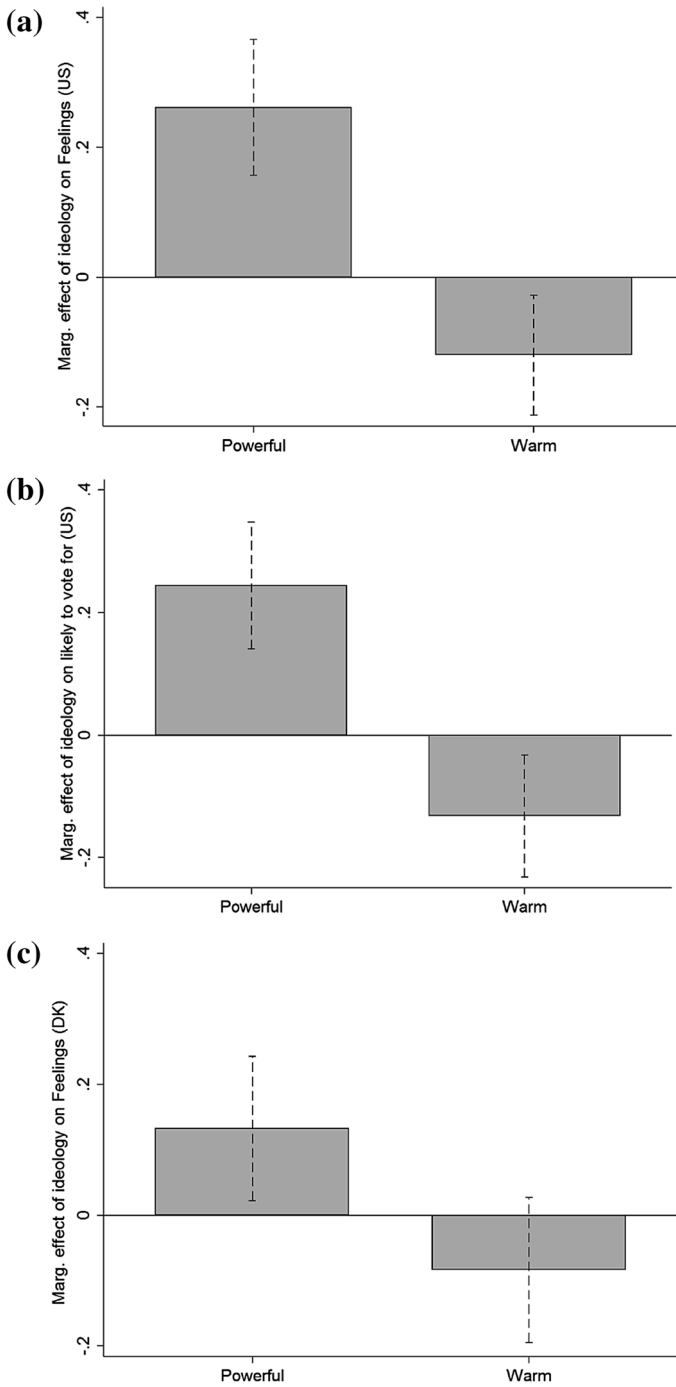 (a)
Marg. effect of ideology on Feelings (US)
.4
.2
0
-.2
Powerful Warm
(b)
Marg. effect of ideology on likely to vote for (US)
.4
.2
0
-.2
Powerful Warm
(c)
Marg. effect of ideology on Feelings (DK)
.4
.2
0
-.2
Powerful Warm